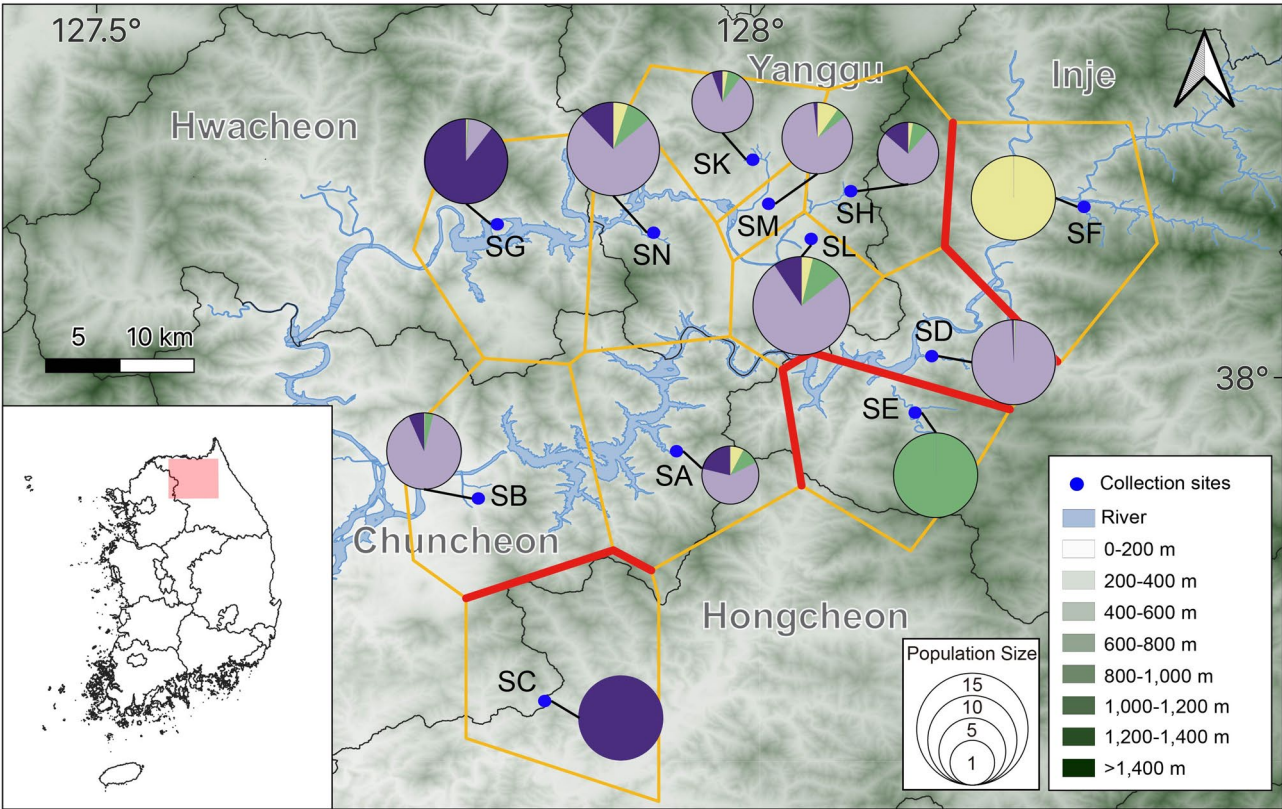 127.5°
128°
Yanggu
Inje
Hwacheon
SK
SM
SH
SF
SG
SN
SL
5 10 km
SD
38°
SE
SA
SB
Chuncheon
Hongcheon
SC
Population Size
15
10
5
1
Collection sites
River
0-200 m
200-400 m
400-600 m
600-800 m
800-1,000 m
1,000-1,200 m
1,200-1,400 m
>1,400 m